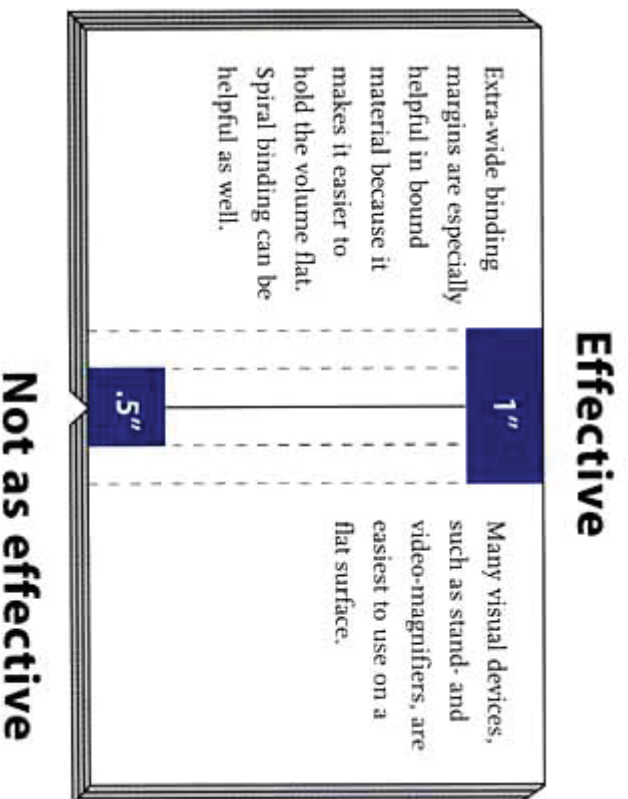 Effective
1"
Extra-wide binding
margins are especially
helpful in bound
material because it
makes it easier to
hold the volume flat.
Spiral binding can be
helpful as well.
Many visual devices,
such as stand- and
video-magnifiers, are
easiest to use on a
flat surface.
.5"
Not as effective